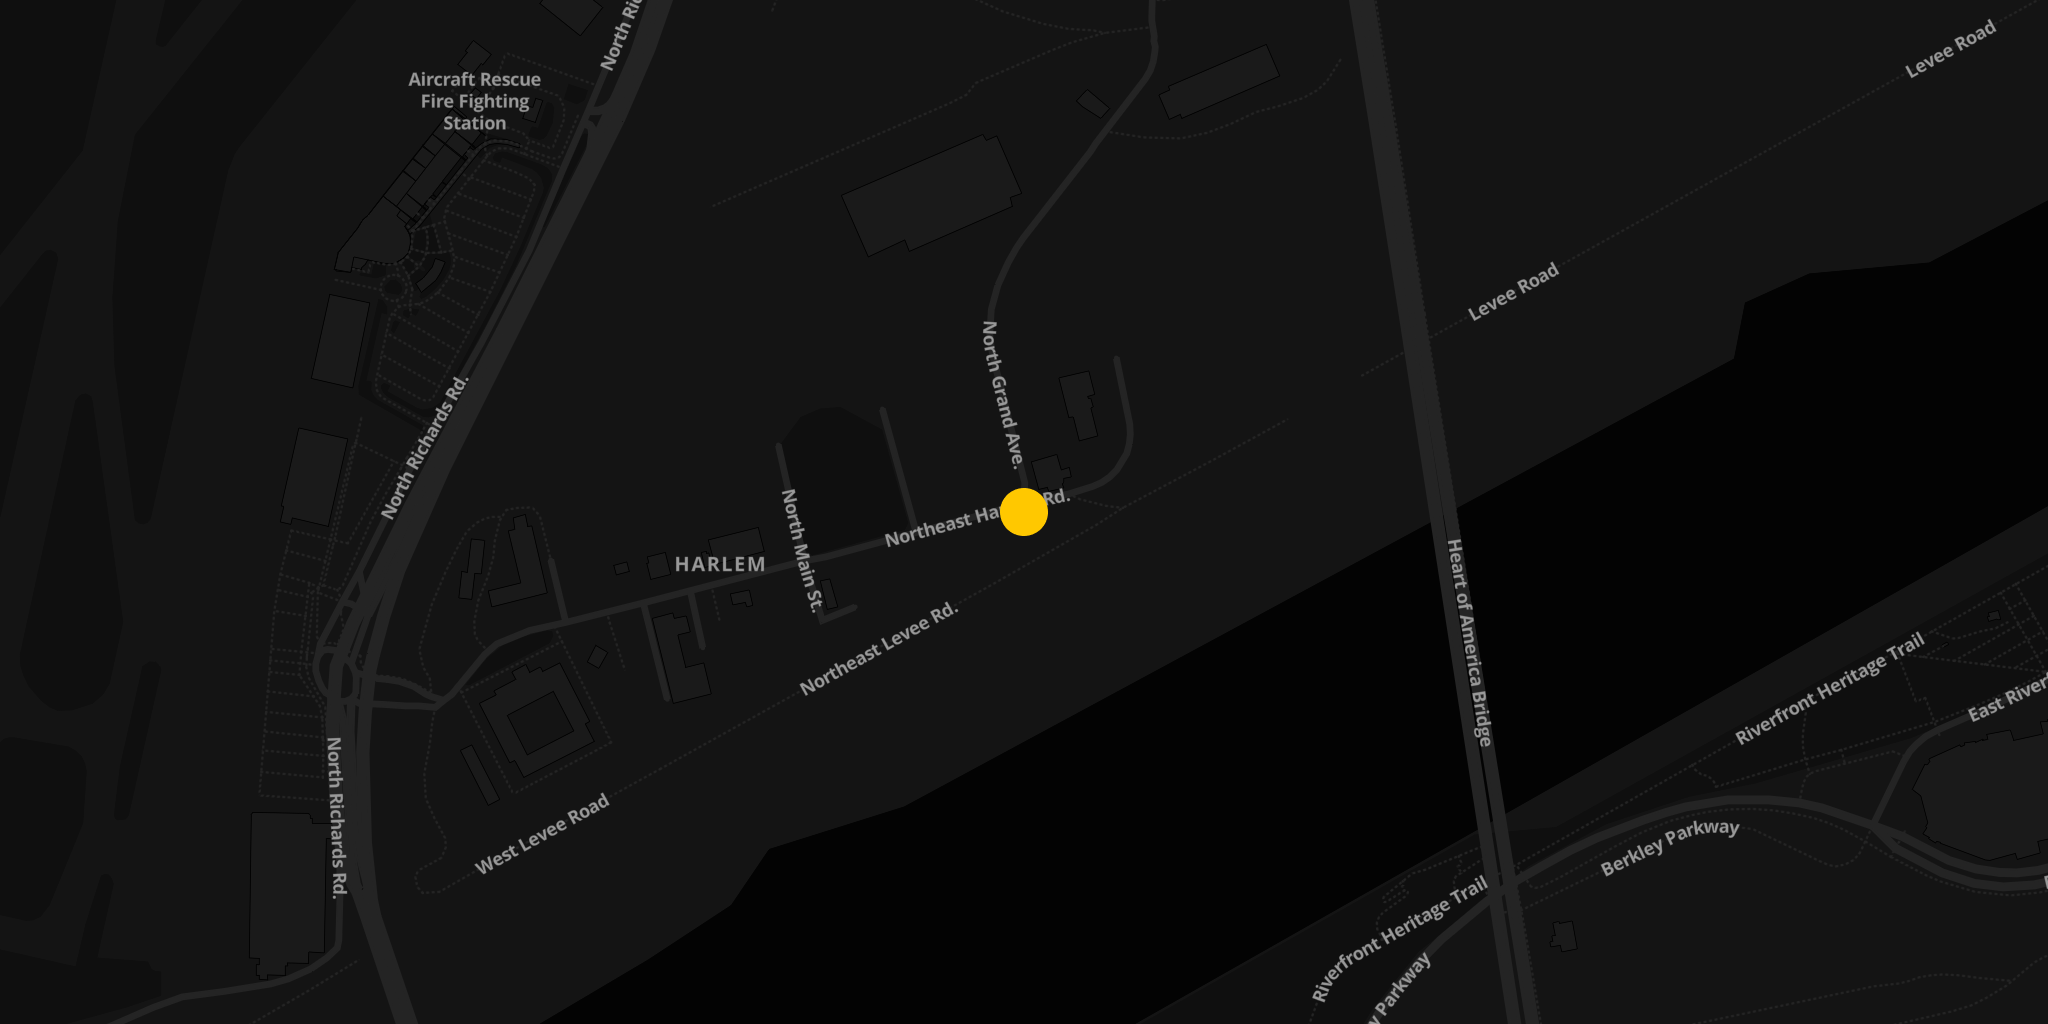 North
Levee Road
Aircraft Rescue
Fire Fighting
Station
Levee Road
North Grand Ave.
North Richards Rd.
Northeast
Rd.
North Main St.
HARLEM
Heart of America Bridge
Northeast Levee Rd.
Riverfront Heritage Trail
East
North Richards Rd.
West Levee Road
Berkley Parkway
Riverfront Heritage Trail
Parkway